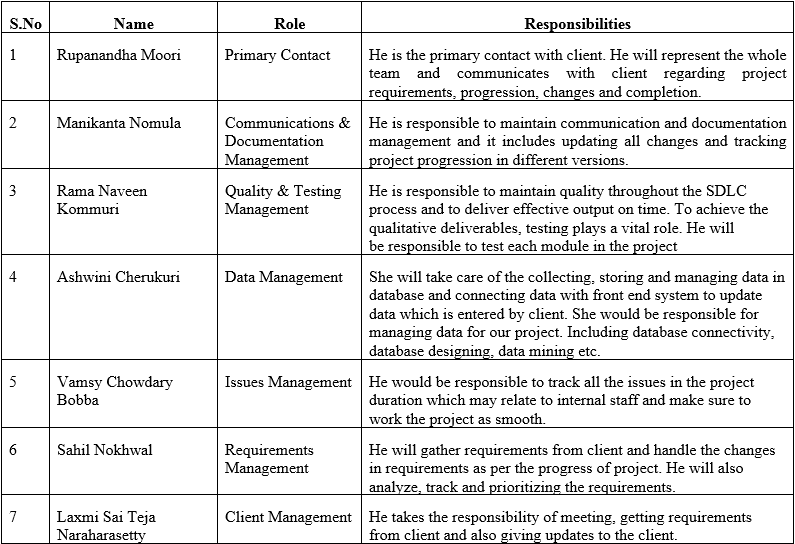 S.No Name Role Responsibilities
1 Rupanandha Moori Primary Contact He is the primary contact with client. He will represent the whole
team and communicates with client regarding project
requirements, progression, changes and completion.
2 Manikanta Nomula Communications & He is responsible to maintain communication and documentation
Documentation management and it includes updating all changes and tracking
Management project progression in different versions.
3 Rama Naveen Quality & Testing He is responsible to maintain quality throughout the SDLC
Kommuri Management process and to deliver effective output on time. To achieve the
qualitative deliverables, testing plays a vital role. He will
be responsible to test each module in the project
4 Ashwini Cherukuri Data Management She will take care of the collecting, storing and managing data in
database and connecting data with front end system to update
data which is entered by client. She would be responsible for
managing data for our project. Including database connectivity,
database designing, data mining etc.
5 Vamsy Chowdary Issues Management He would be responsible to track all the issues in the project
Bobba duration which may relate to internal staff and make sure to
work the project as smooth.
6 Sahil Nokhwal Requirements He will gather requirements from client and handle the changes
Management in requirements as per the progress of project. He will also
analyze, track and prioritizing the requirements.
7 Laxmi Sai Teja Client Management He takes the responsibility of meeting, getting requirements
Naraharasetty from client and also giving updates to the client.